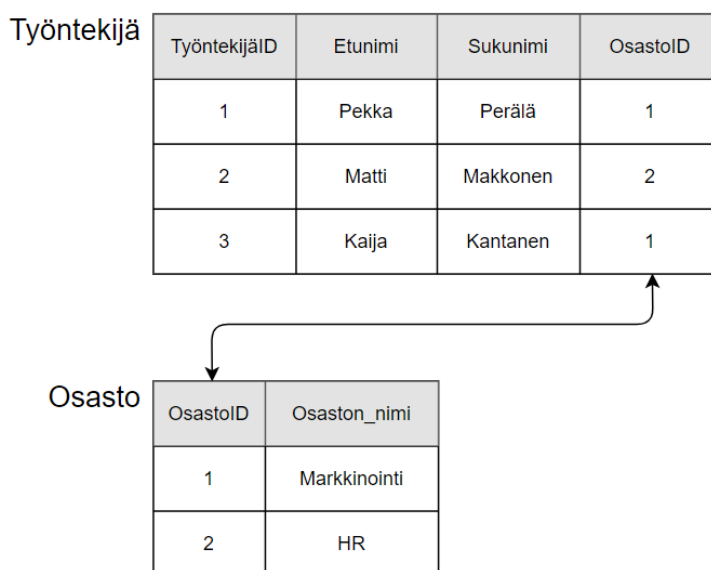 Työntekijä
TyöntekijäID Etunimi Sukunimi OsastoID
1 Pekka Perälä 1
2 Matti Makkonen 2
3 Kaija Kantanen 1
Osasto
OsastoID Osaston_nimi
1 Markkinointi
2 HR